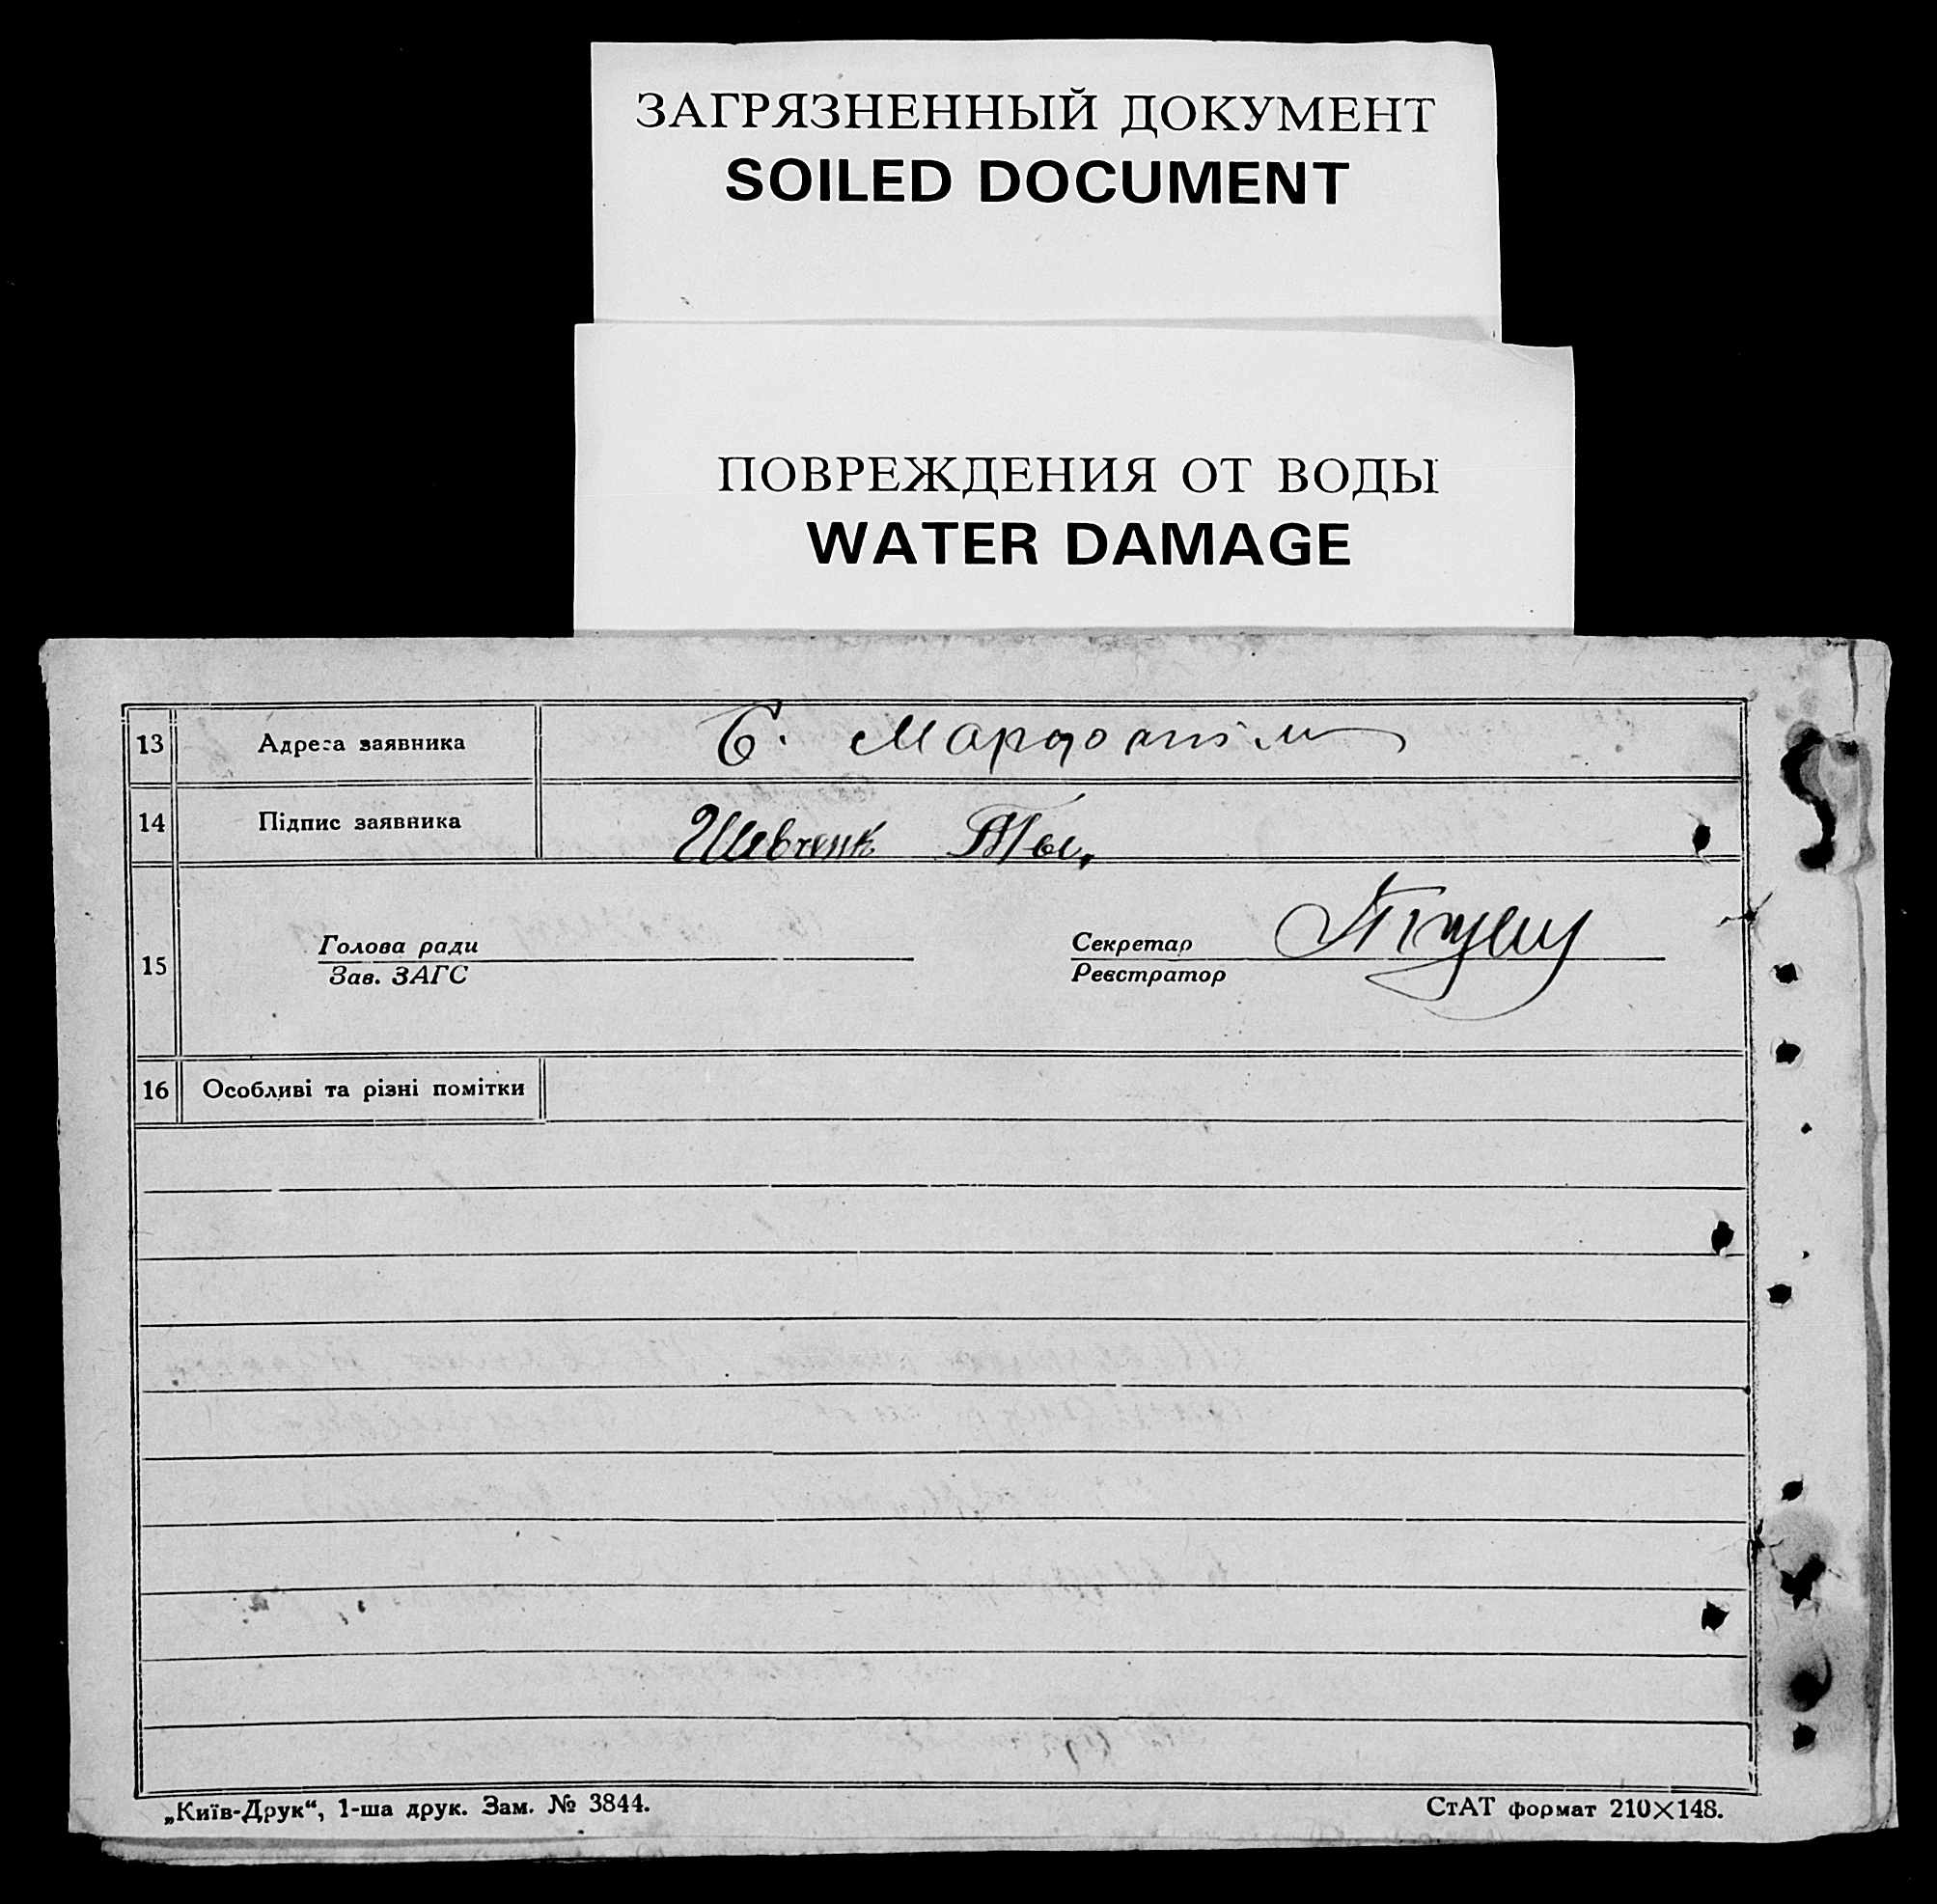 ЗАГРЯЗНЕННЫЙ ДОКУМЕНТ
SOILED DOCUMENT
ПОВРЕЖДЕНИЯ ОТ ВОДЫ
WATER DAMAGE
13 Адреса заявника
14 Підпис заявника Шевченк
15 Голова ради Секретар
Зав. ЗАГС Реєстратор
16 Особливі та різні помітки
„Київ-Друк“, 1-ша друк. Зам. № 3844. СтАТ формат 210×148.